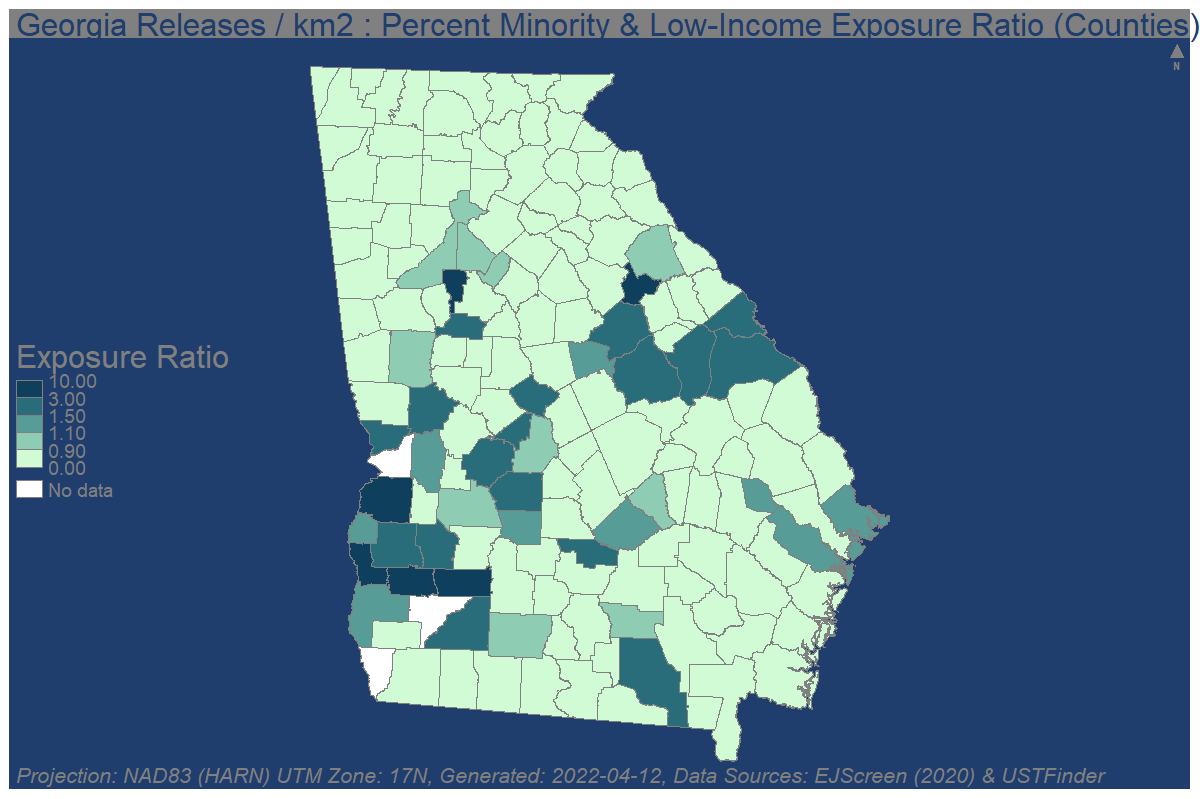 Georgia Releases / km2 : Percent Minority & Low-Income Exposure Ratio (Counties)
N
Exposure Ratio
10.00
3.00
1.50
1.10
0.90
0.00
No data
Projection: NAD83 (HARN) UTM Zone: 17N, Generated: 2022-04-12, Data Sources: EJScreen (2020) & USTFinder